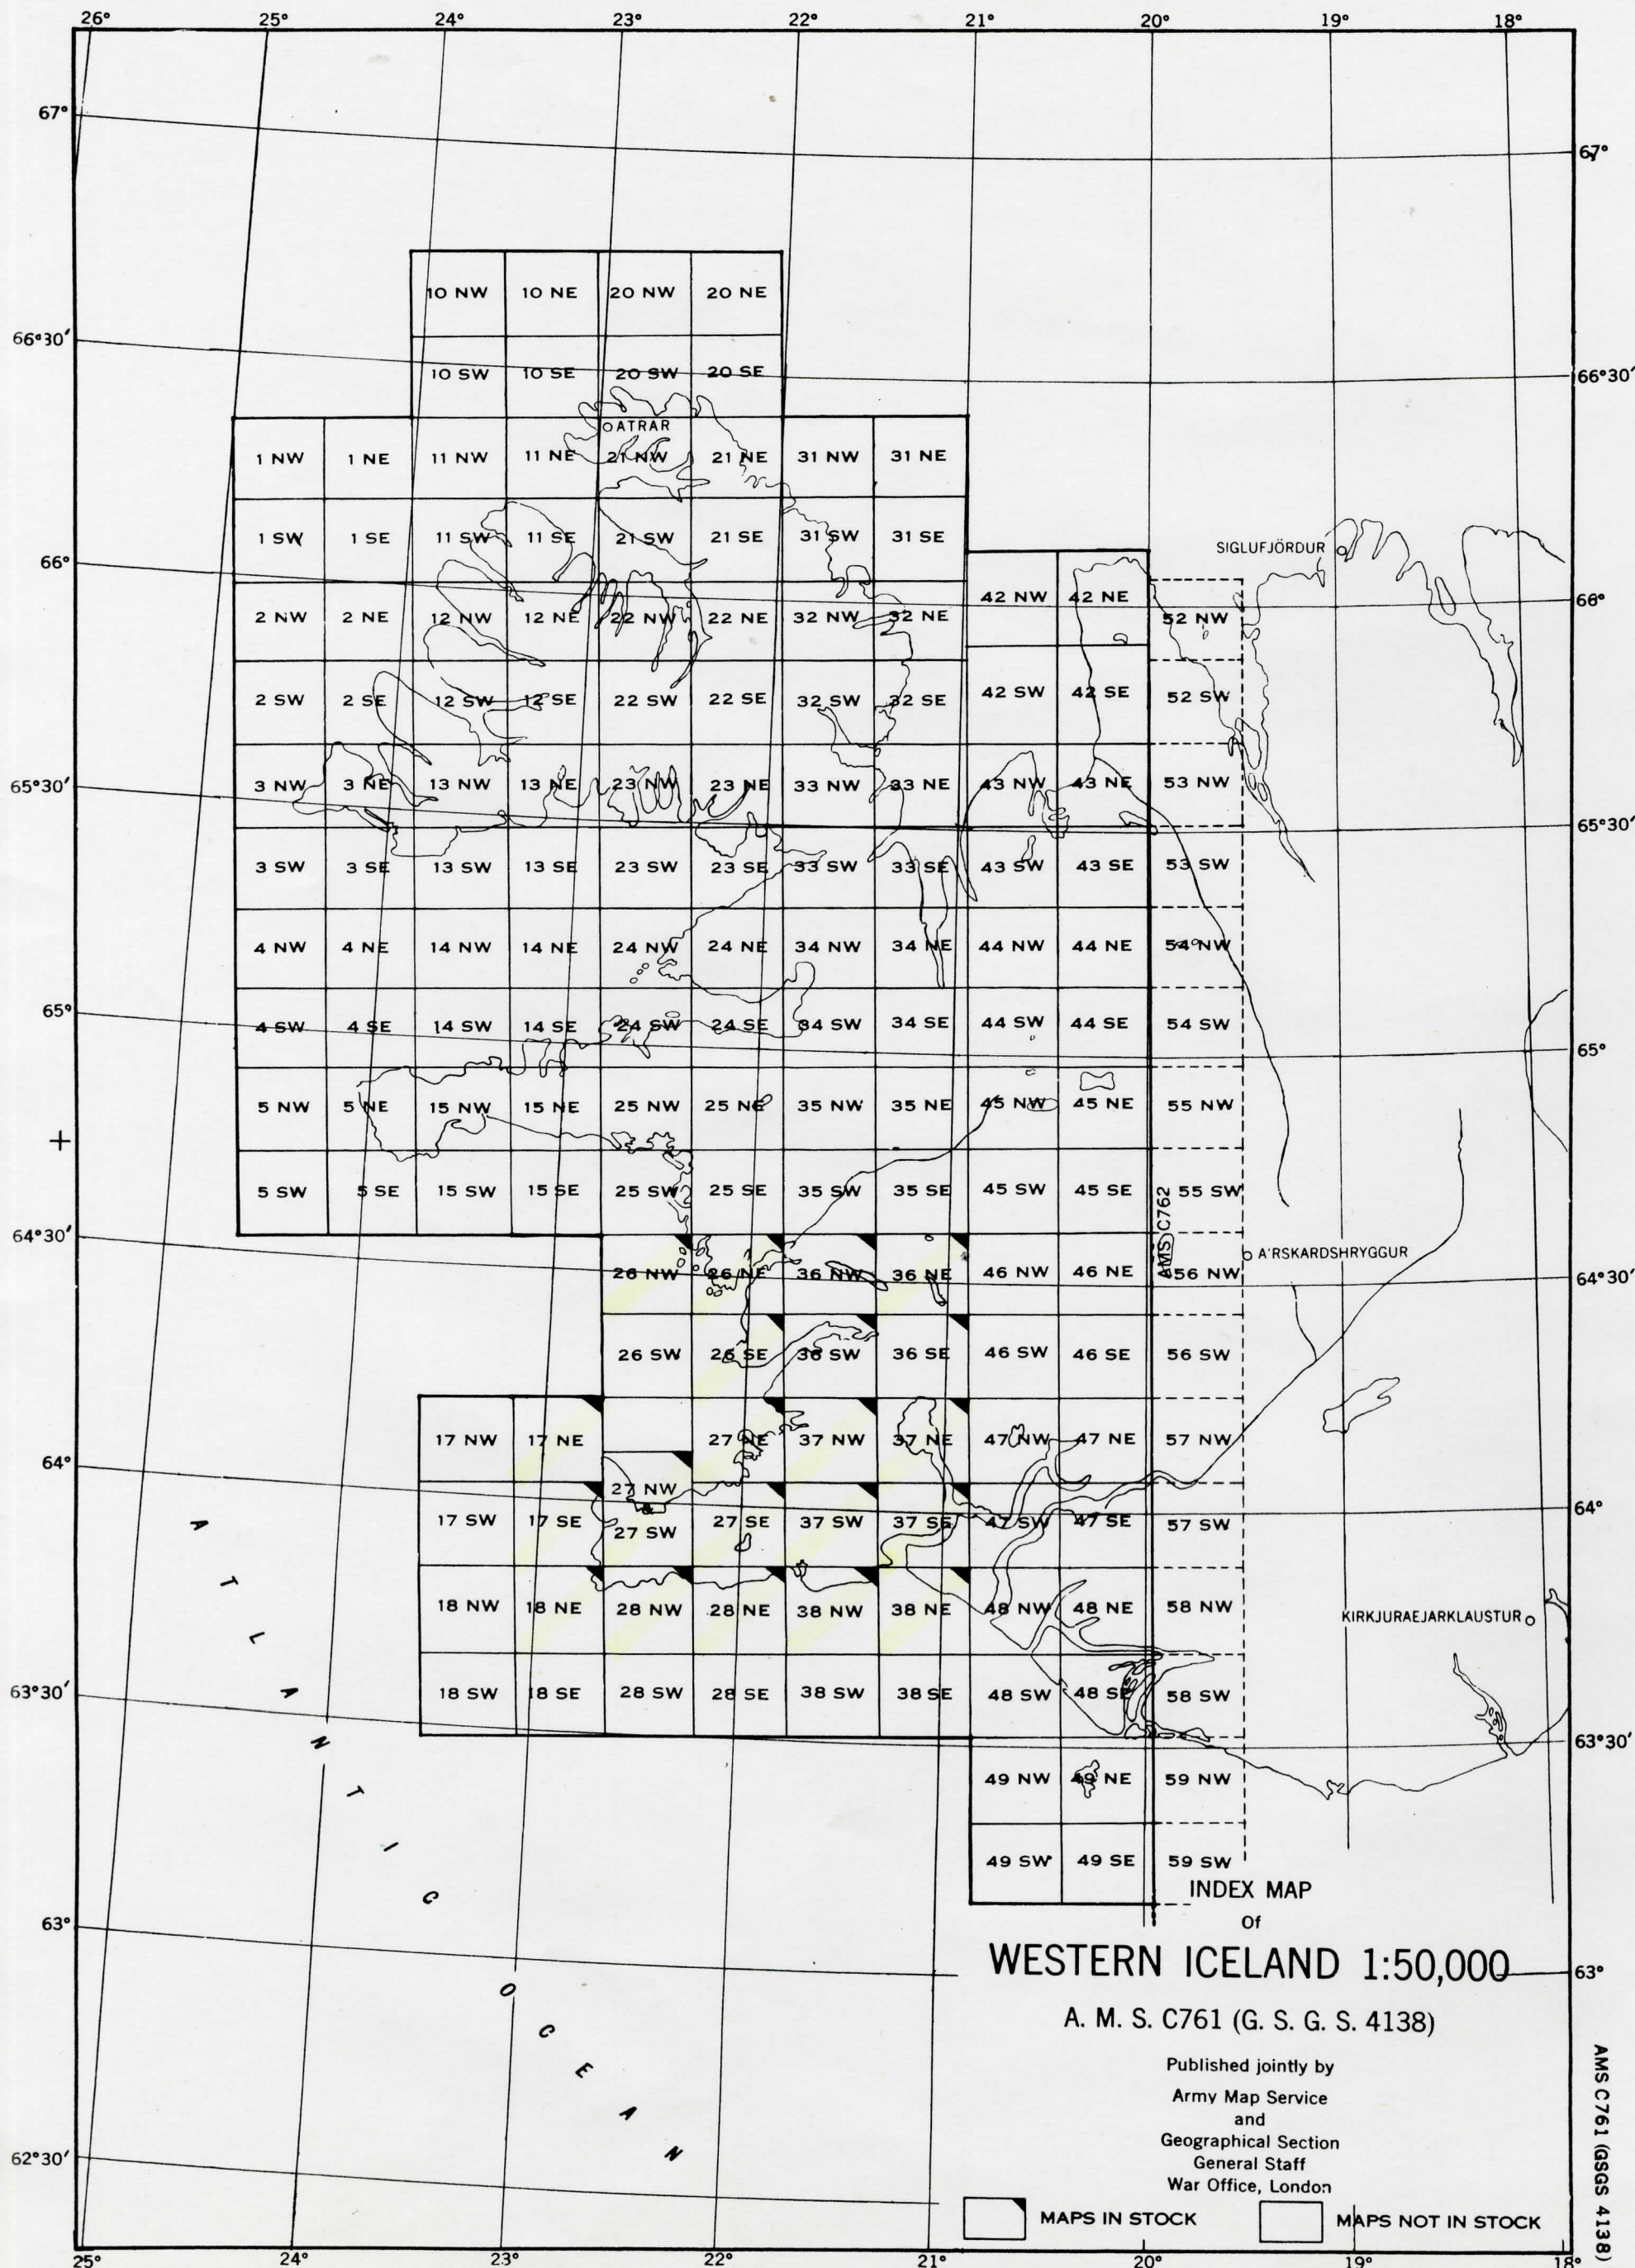 26° 25° 24° 23° 22° 21° 20° 19° 18°
67° 67°
10 NW 10 NE 20 NW 20 NE
66°30′ 66°30′
10 SW 10 SE 20 SW 20 SE
OATRAR
1 NW 1 NE 11 NW 11 NE 21 NW 21 NE 31 NW 31 NE
1 SW 1 SE 11 SW 11 SE 21 SW 21 SE 31 SW 31 SE
SIGLUFJÖRDUR
66° 66°
42 NW 42 NE
2 NW 2 NE 12 NW 12 NE 22 NW 22 NE 32 NW 32 NE 52 NW
2 SW 2 SE 12 SW 12 SE 22 SW 22 SE 32 SW 32 SE 42 SW 42 SE 52 SW
65°30′ 65°30′
3 NW 3 NE 13 NW 13 NE 23 NW 23 NE 33 NW 33 NE 43 NW 43 NE 53 NW
3 SW 3 SE 13 SW 13 SE 23 SW 23 SE 33 SW 33 SE 43 SW 43 SE 53 SW
4 NW 4 NE 14 NW 14 NE 24 NW 24 NE 34 NW 34 NE 44 NW 44 NE 54 NW
65° 65°
4 SW 4 SE 14 SW 14 SE 24 SW 24 SE 34 SW 34 SE 44 SW 44 SE 54 SW
5 NW 5 NE 15 NW 15 NE 25 NW 25 NE 35 NW 35 NE 45 NW 45 NE 55 NW
5 SW 5 SE 15 SW 15 SE 25 SW 25 SE 35 SW 35 SE 45 SW 45 SE 55 SW
AMS C762
64°30′ 64°30′
A'RSKARDSHRYGGUR
26 NW 26 NE 36 NW 36 NE 46 NW 46 NE 56 NW
26 SW 26 SE 36 SW 36 SE 46 SW 46 SE 56 SW
17 NW 17 NE 27 NE 37 NW 37 NE 47 NW 47 NE 57 NW
64° 64°
27 NW
17 SW 17 SE 27 SW 27 SE 37 SW 37 SE 47 SW 47 SE 57 SW
18 NW 18 NE 28 NW 28 NE 38 NW 38 NE 48 NW 48 NE 58 NW
KIRKJURAEJARKLAUSTUR
63°30′ 63°30′
18 SW 18 SE 28 SW 28 SE 38 SW 38 SE 48 SW 48 SE 58 SW
49 NW 49 NE 59 NW
49 SW 49 SE 59 SW
ATLANTIC OCEAN
63° 63°
62°30′
INDEX MAP
Of
WESTERN ICELAND 1:50,000
A. M. S. C761 (G. S. G. S. 4138)
Published jointly by
Army Map Service
and
Geographical Section
General Staff
War Office, London
MAPS IN STOCK MAPS NOT IN STOCK
AMS C761 (GSGS 4138)
25° 24° 23° 22° 21° 20° 19° 18°